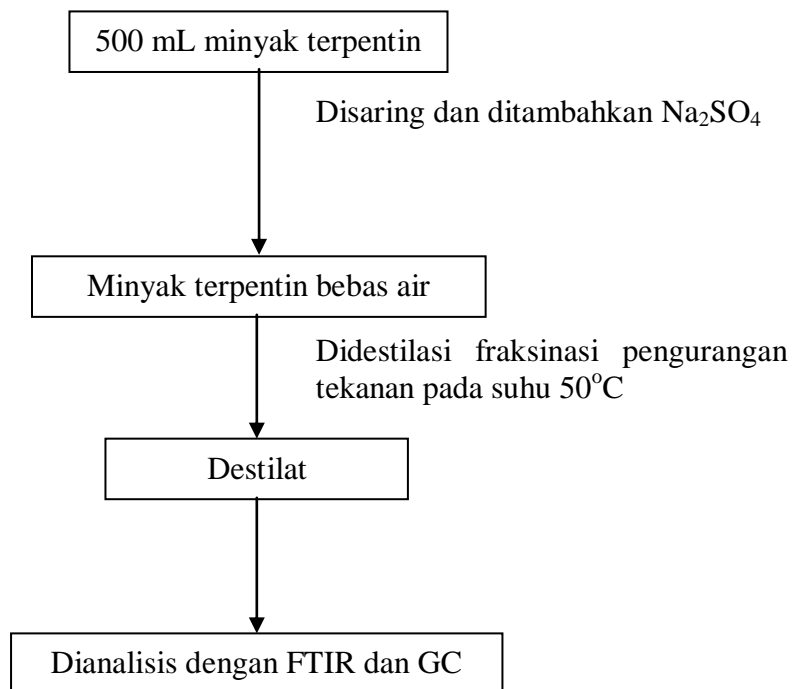 500 mL minyak terpentin
Disaring dan ditambahkan Na₂SO₄
Minyak terpentin bebas air
Didestilasi fraksinasi pengurangan
tekanan pada suhu 50°C
Destilat
Dianalisis dengan FTIR dan GC